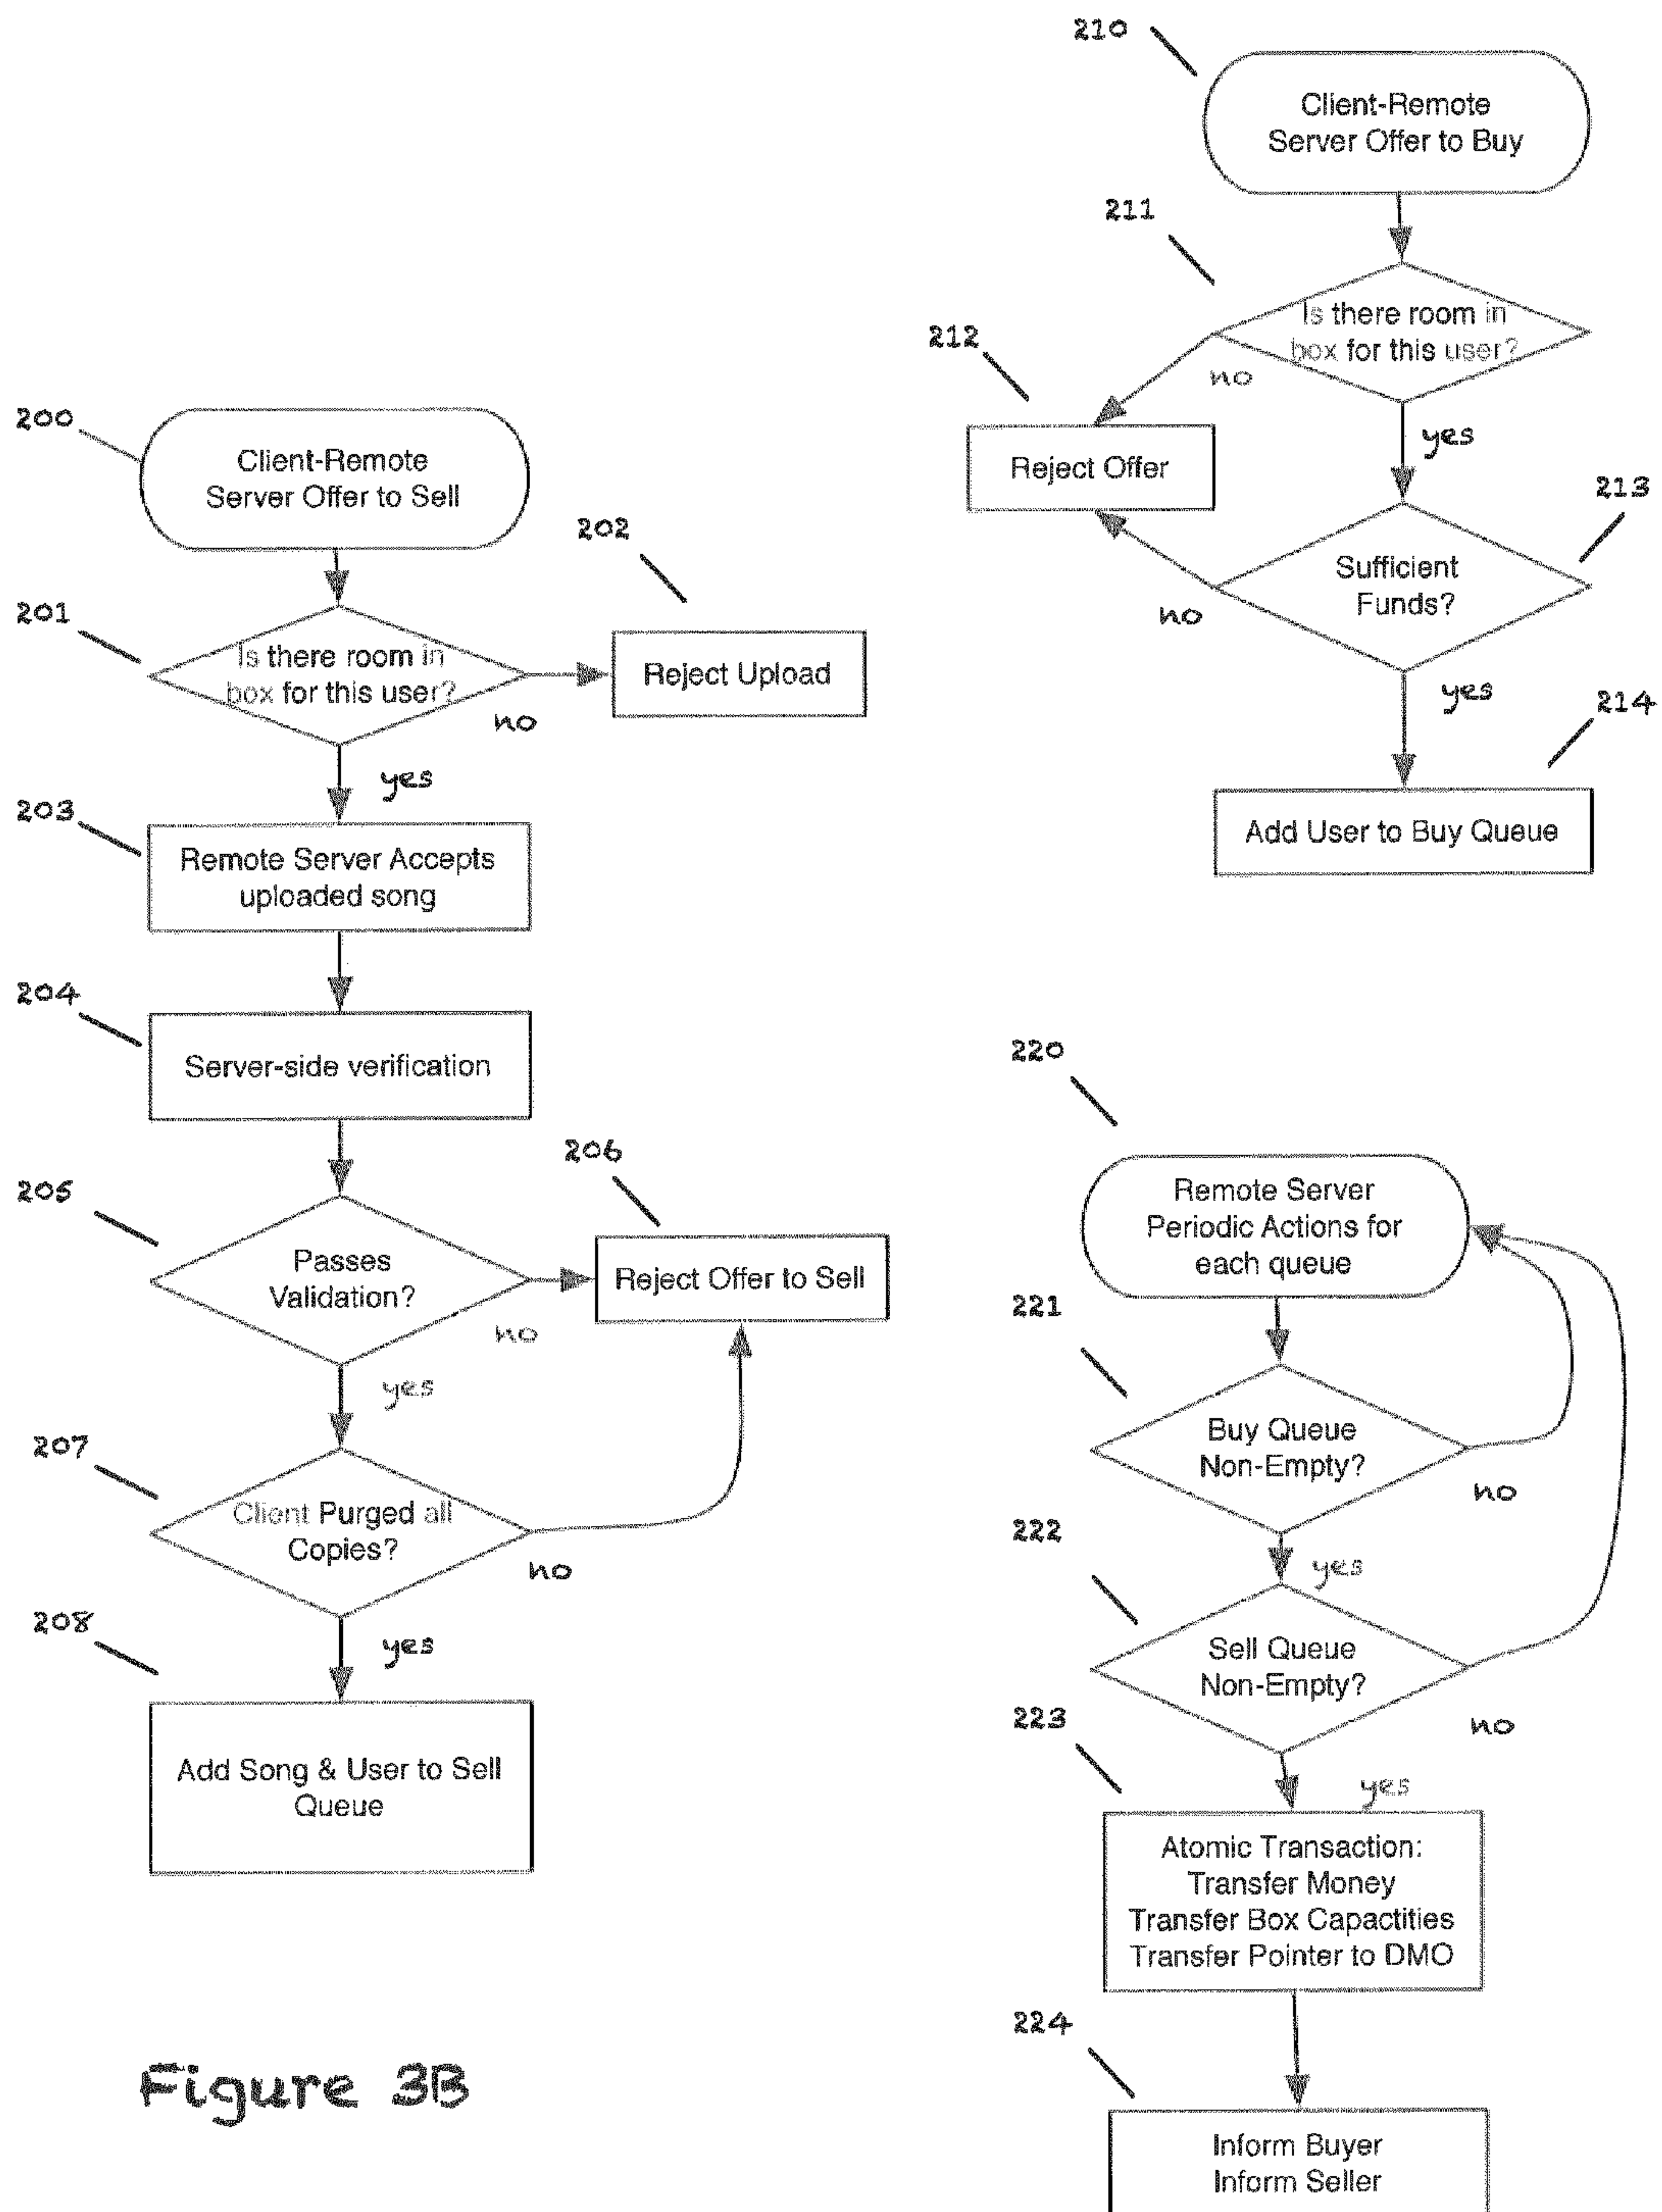 200
Client-Remote
Server Offer to Sell
201
Is there room in
box for this user?
no
202
Reject Upload
yes
203
Remote Server Accepts
uploaded song
204
Server-side verification
205
Passes
Validation?
no
206
Reject Offer to Sell
yes
207
Client Purged all
Copies?
no
yes
208
Add Song & User to Sell
Queue
210
Client-Remote
Server Offer to Buy
211
Is there room in
box for this user?
no
212
Reject Offer
yes
213
Sufficient
Funds?
no
yes
214
Add User to Buy Queue
220
Remote Server
Periodic Actions for
each queue
221
Buy Queue
Non-Empty?
no
yes
222
Sell Queue
Non-Empty?
no
yes
223
Atomic Transaction:
Transfer Money
Transfer Box Capactities
Transfer Pointer to DMO
224
Inform Buyer
Inform Seller
Figure 3B